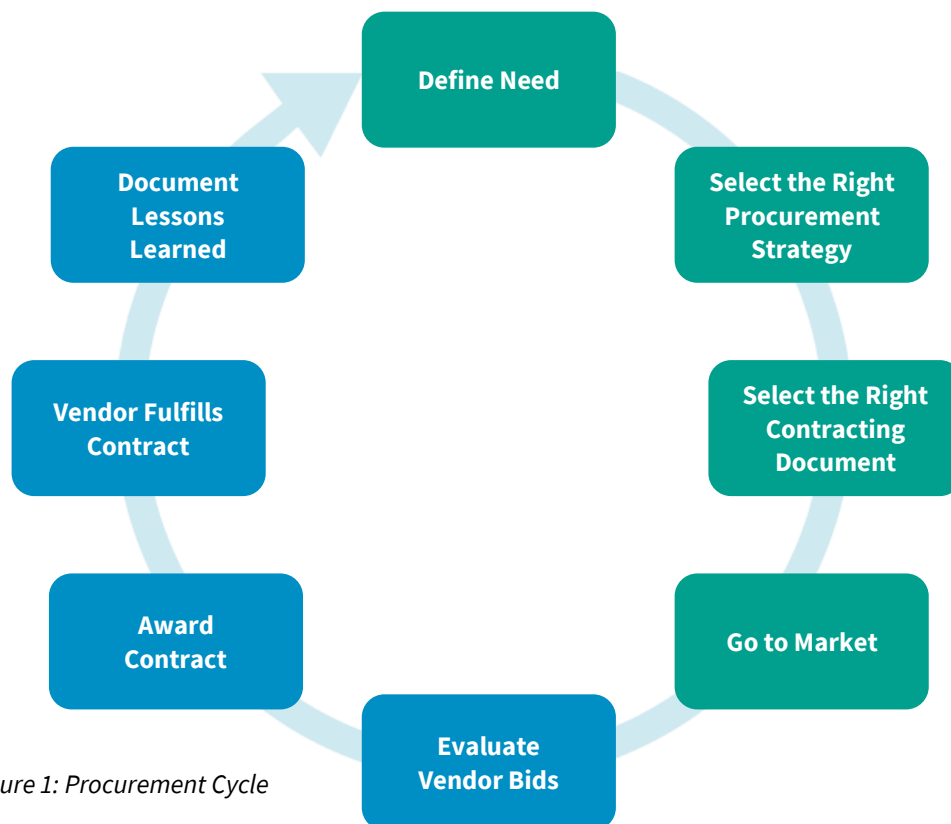 Define Need
Select the Right
Procurement
Strategy
Select the Right
Contracting
Document
Go to Market
Evaluate
Vendor Bids
Award
Contract
Vendor Fulfills
Contract
Document
Lessons
Learned
ure 1: Procurement Cycle